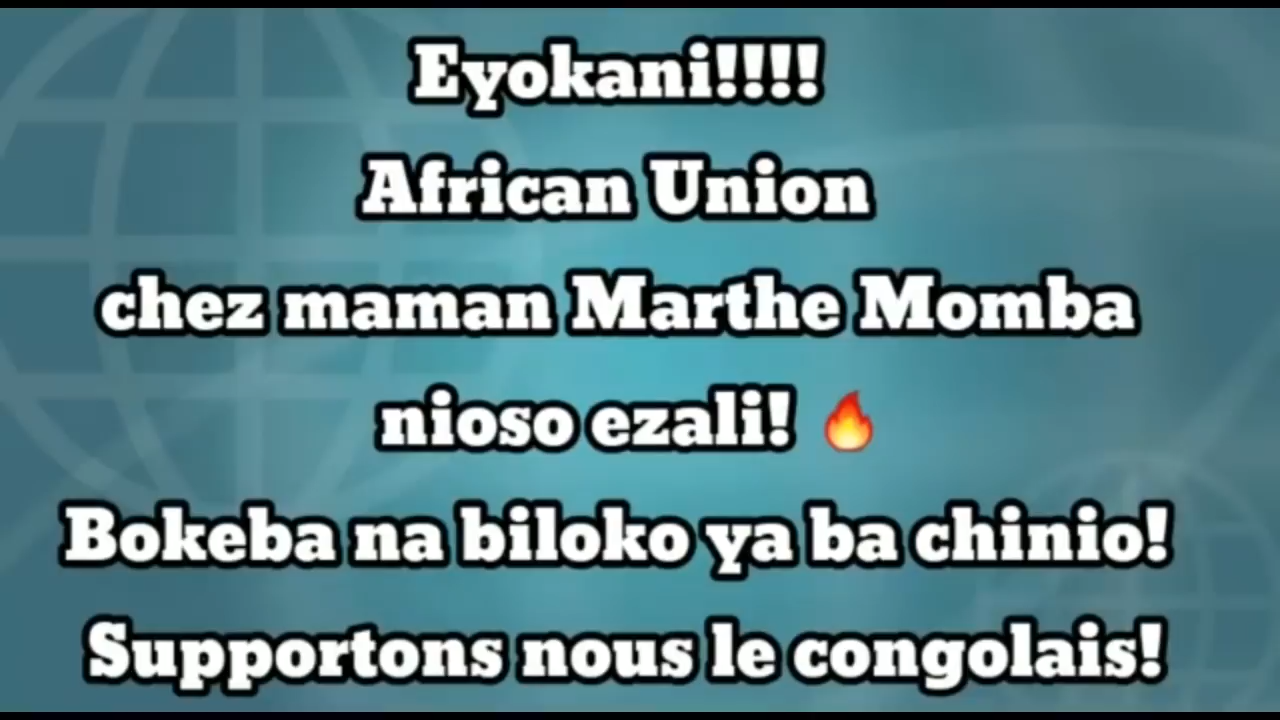 Eyokani!!!!
African Union
chez maman Marthe Momba
nioso ezali! 🔥
Bokeba na biloko ya ba chinio!
Supportons nous le congolais!